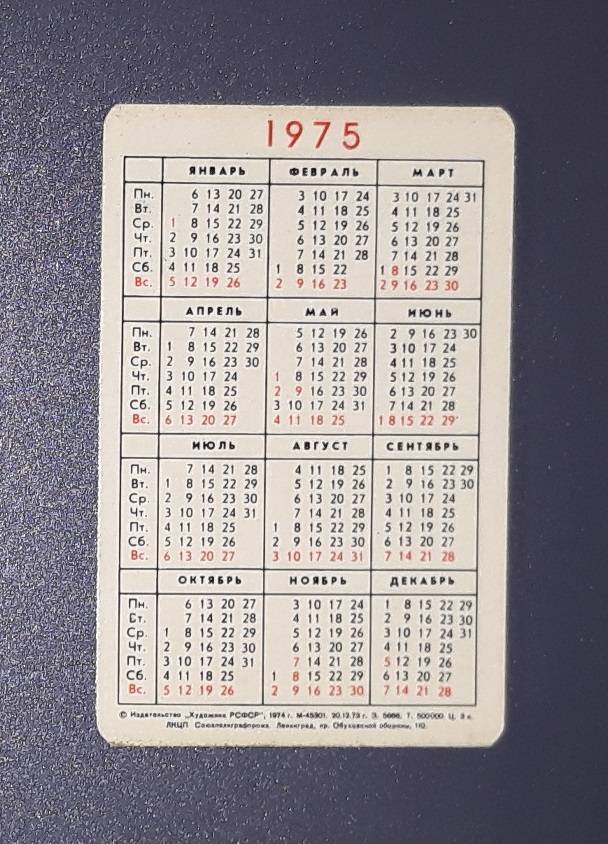 1975
ЯНВАРЬ ФЕВРАЛЬ МАРТ
Пн. 6 13 20 27 3 10 17 24 3 10 17 24 31
Вт. 7 14 21 28 4 11 18 25 4 11 18 25
Ср. 1 8 15 22 29 5 12 19 26 5 12 19 26
Чт. 2 9 16 23 30 6 13 20 27 6 13 20 27
Пт. 3 10 17 24 31 7 14 21 28 7 14 21 28
Сб. 4 11 18 25 1 8 15 22 1 8 15 22 29
Вс. 5 12 19 26 2 9 16 23 2 9 16 23 30
АПРЕЛЬ МАЙ ИЮНЬ
Пн. 7 14 21 28 5 12 19 26 2 9 16 23 30
Вт. 1 8 15 22 29 6 13 20 27 3 10 17 24
Ср. 2 9 16 23 30 7 14 21 28 4 11 18 25
Чт. 3 10 17 24 1 8 15 22 29 5 12 19 26
Пт. 4 11 18 25 2 9 16 23 30 6 13 20 27
Сб. 5 12 19 26 3 10 17 24 31 7 14 21 28
Вс. 6 13 20 27 4 11 18 25 1 8 15 22 29
ИЮЛЬ АВГУСТ СЕНТЯБРЬ
Пн. 7 14 21 28 4 11 18 25 1 8 15 22 29
Вт. 1 8 15 22 29 5 12 19 26 2 9 16 23 30
Ср. 2 9 16 23 30 6 13 20 27 3 10 17 24
Чт. 3 10 17 24 31 7 14 21 28 4 11 18 25
Пт. 4 11 18 25 1 8 15 22 29 5 12 19 26
Сб. 5 12 19 26 2 9 16 23 30 6 13 20 27
Вс. 6 13 20 27 3 10 17 24 31 7 14 21 28
ОКТЯБРЬ НОЯБРЬ ДЕКАБРЬ
Пн. 6 13 20 27 3 10 17 24 1 8 15 22 29
Вт. 7 14 21 28 4 11 18 25 2 9 16 23 30
Ср. 1 8 15 22 29 5 12 19 26 3 10 17 24 31
Чт. 2 9 16 23 30 6 13 20 27 4 11 18 25
Пт. 3 10 17 24 31 7 14 21 28 5 12 19 26
Сб. 4 11 18 25 1 8 15 22 29 6 13 20 27
Вс. 5 12 19 26 2 9 16 23 30 7 14 21 28
© Издательство „Художник РСФСР", 1974 г. М-45301. 20.12.73 г. З. 5666. Т. 500000. Ц. 3 к.
ЛКЦП Союзполиграфпрома. Ленинград, пр. Обуховской обороны, 110.